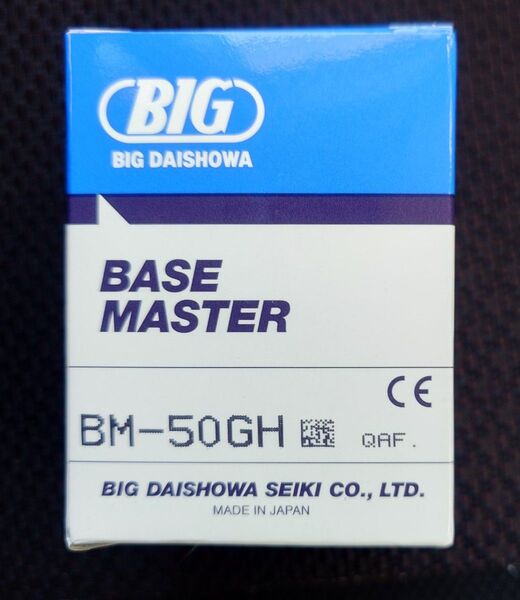 BIG
BIG DAISHOWA
BASE
MASTER
CE
BM-50GH QAF.
BIG DAISHOWA SEIKI CO., LTD.
MADE IN JAPAN